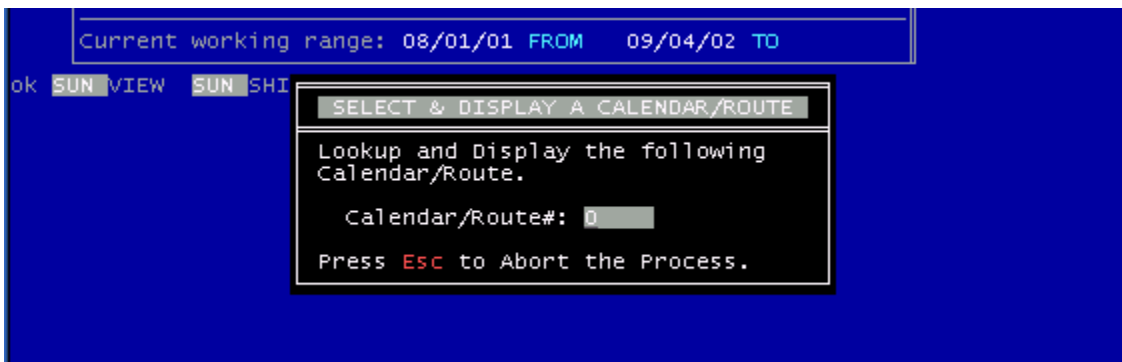 Current working range: 08/01/01 FROM 09/04/02 TO
ok SUN VIEW SUN SHI
SELECT & DISPLAY A CALENDAR/ROUTE
Lookup and Display the following
Calendar/Route.
Calendar/Route#: 0
Press Esc to Abort the Process.